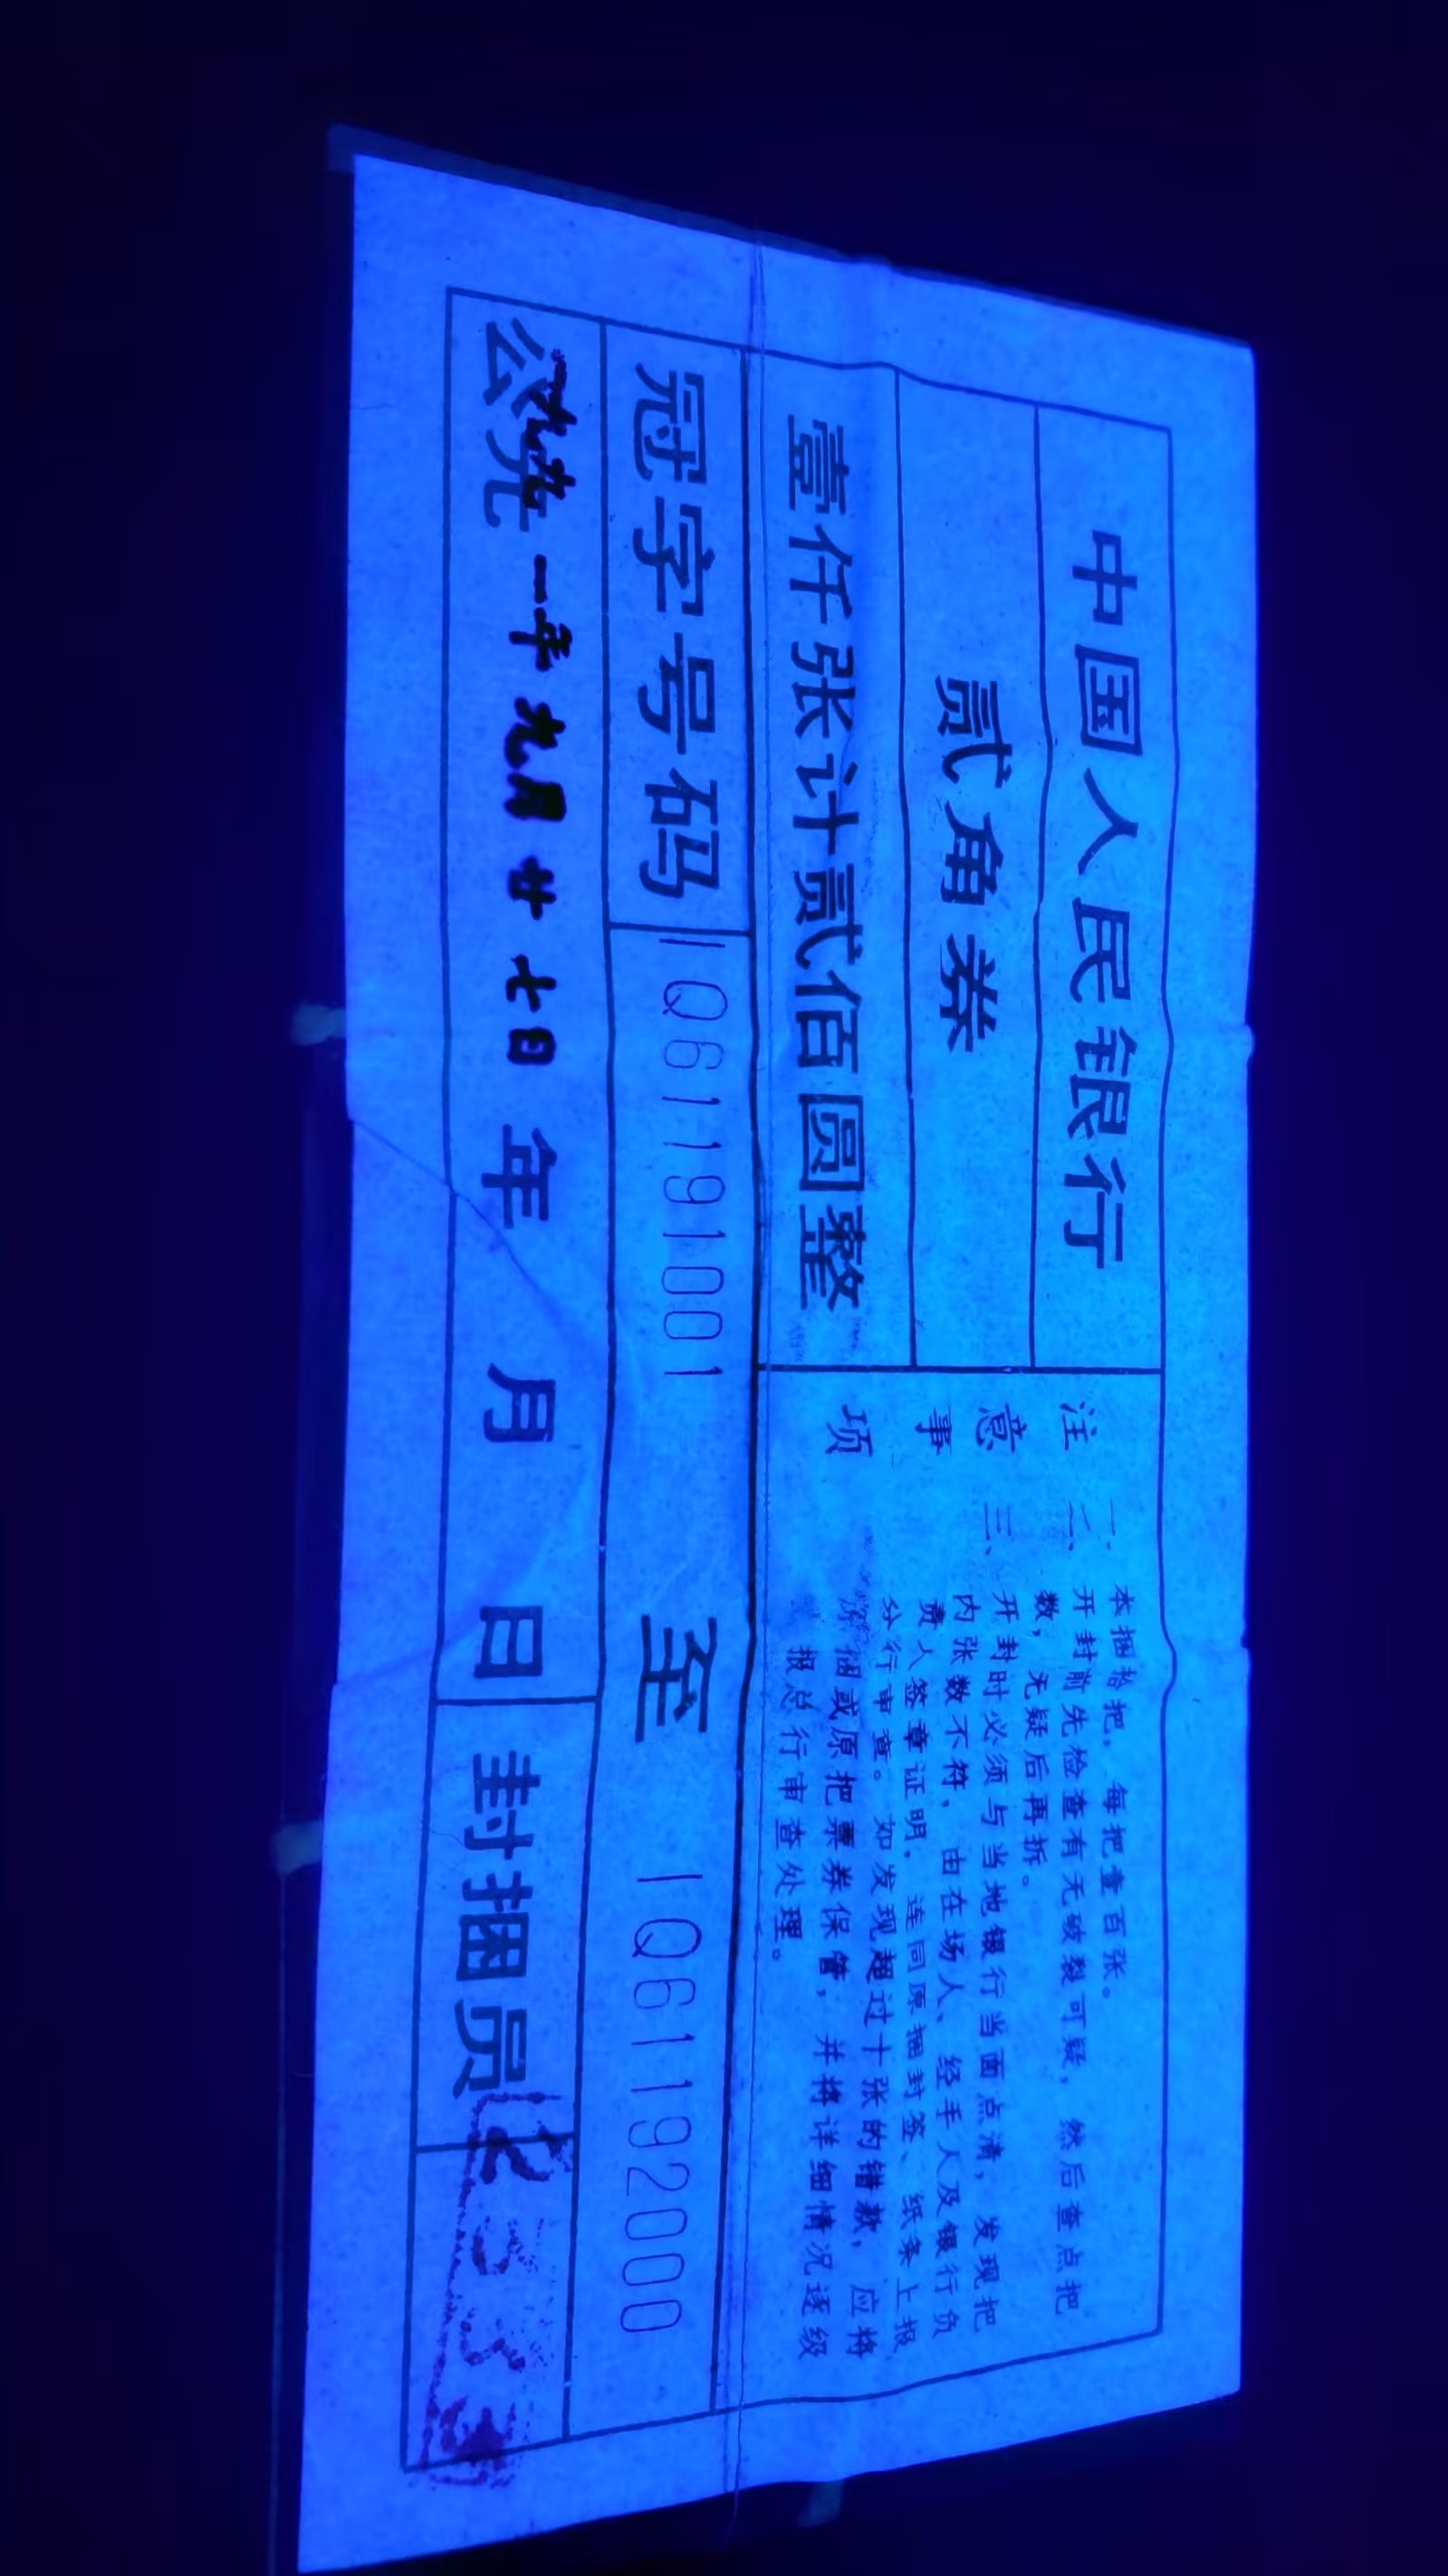 中国人民银行
贰角券
壹仟张计贰佰圆整
注意事项
一、本捆拾把，每把壹百张。
二、开封前先检查有无破裂可疑，然后查点把
数，无疑后再拆。
三、开封时必须与当地银行当面点清，发现把
内张数不符，由在场人、经手人及银行负
责人签章证明，连同原捆封签、纸条上报
分行审查。如发现超过十张的错款，应将
原捆或原把票券保管，并将详细情况逐级
报总行审查处理。
冠字号码
IQ61191001 至 IQ61192000
公元 一年九月廿七日 年 月 日
封捆员